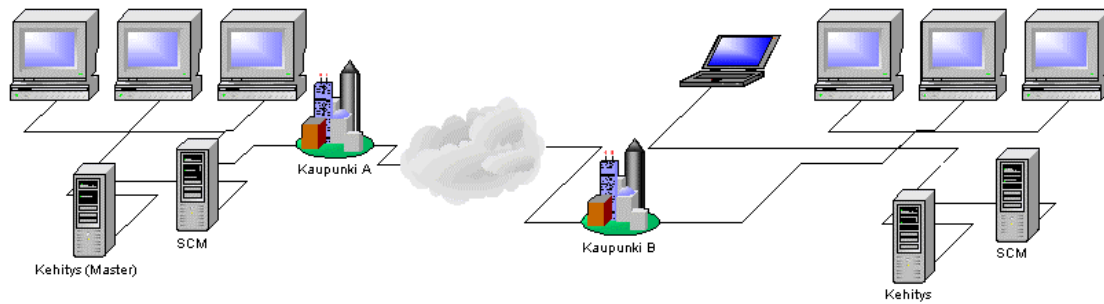 Kaupunki A
SCM
Kehitys (Master)
Kaupunki B
SCM
Kehitys